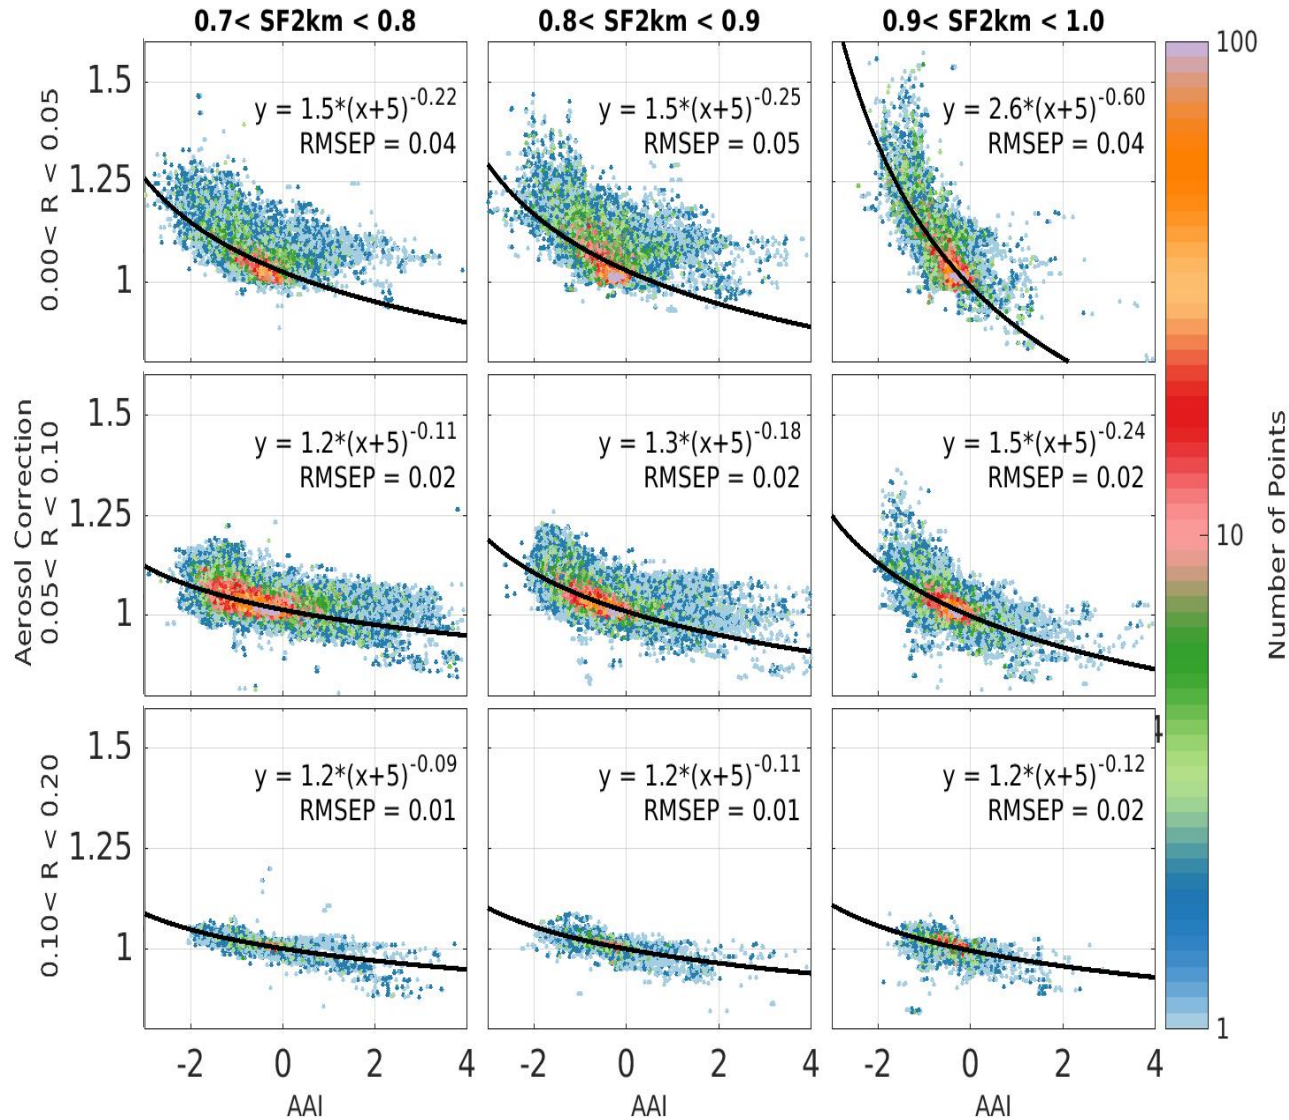 0.7< SF2km < 0.8
0.8< SF2km < 0.9
0.9< SF2km < 1.0
Aerosol Correction
0.00< R < 0.05
1.5
1.25
1
y = 1.5*(x+5)^-0.22
RMSEP = 0.04
y = 1.5*(x+5)^-0.25
RMSEP = 0.05
y = 2.6*(x+5)^-0.60
RMSEP = 0.04
0.05< R < 0.10
1.5
1.25
1
y = 1.2*(x+5)^-0.11
RMSEP = 0.02
y = 1.3*(x+5)^-0.18
RMSEP = 0.02
y = 1.5*(x+5)^-0.24
RMSEP = 0.02
0.10< R < 0.20
1.5
1.25
1
y = 1.2*(x+5)^-0.09
RMSEP = 0.01
y = 1.2*(x+5)^-0.11
RMSEP = 0.01
y = 1.2*(x+5)^-0.12
RMSEP = 0.02
4
-2 0 2 4
-2 0 2
-2 0 2 4
AAI
AAI
AAI
100
10
1
Number of Points